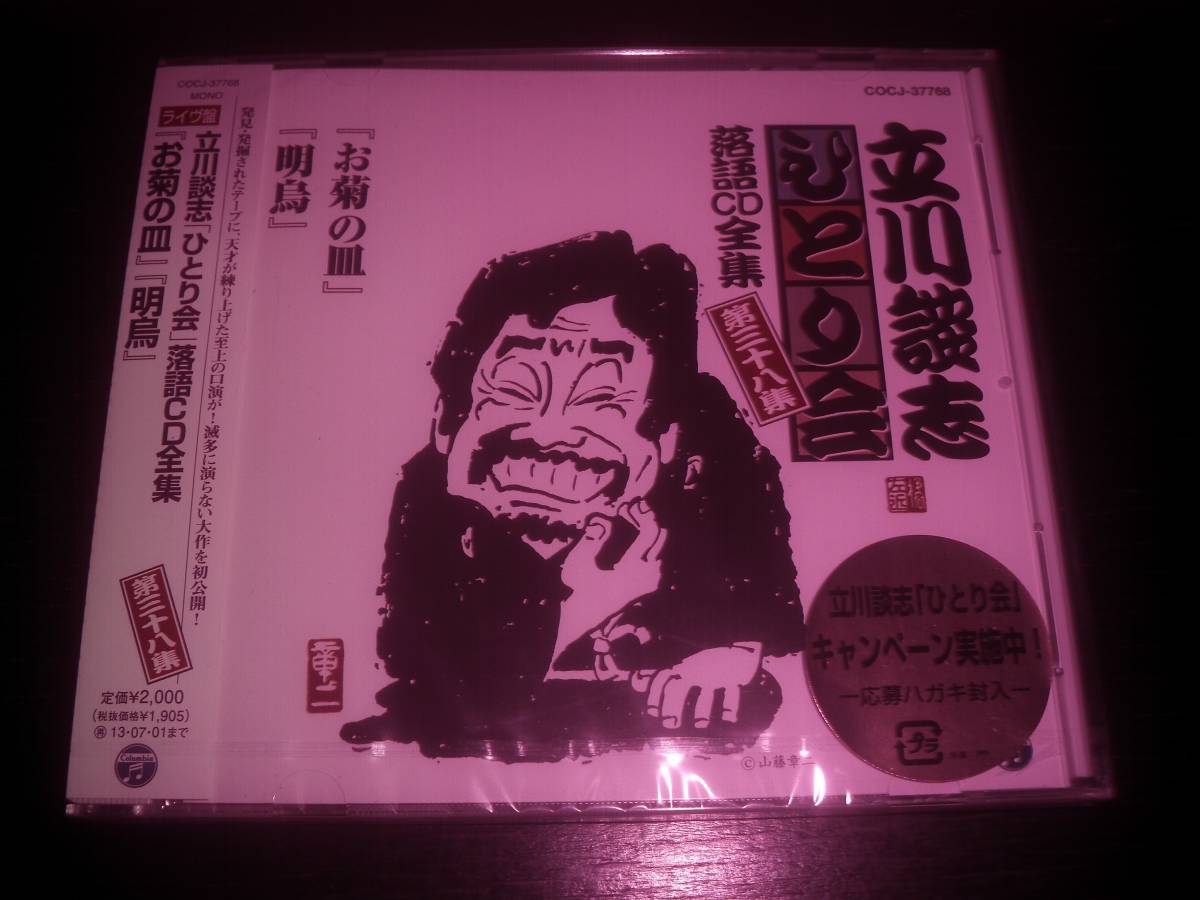 COCJ-37768
MONO
ライヴ盤
立川談志「ひとり会」落語CD全集
『お菊の皿』『明烏』
発見・発掘されたテープに、天才が練り上げた至上の口演が!滅多に演らない大作を初公開!
第三十八集
定価¥2,000
(税抜価格¥1,905)
再 13・07・01まで
Columbia
COCJ-37768
立川談志
ひとり会
落語CD全集
第三十八集
『お菊の皿』
『明烏』
立川談志「ひとり会」
キャンペーン実施中!
ー応募ハガキ封入ー
©山藤章二